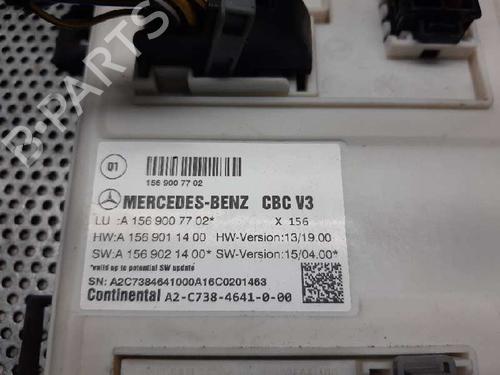 B-PARTS
01
156 900 77 02
MERCEDES-BENZ CBC V3
LU :A 156 900 77 02* X 156
HW:A 156 901 14 00 HW-Version:13/19.00
SW:A 156 902 14 00* SW-Version:15/04.00*
*valid up to potential SW update
SN: A2C7384641000A16C0201463
Continental A2-C738-4641-0-00